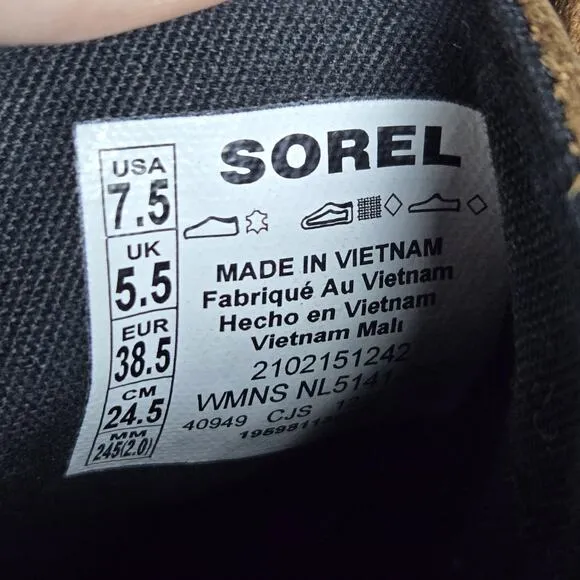 SOREL
USA
7.5
UK
5.5
EUR
38.5
CM
24.5
MM
245(2.0)
MADE IN VIETNAM
Fabriqué Au Vietnam
Hecho en Vietnam
Vietnam Malı
2102151242
WMNS
40949 CJS